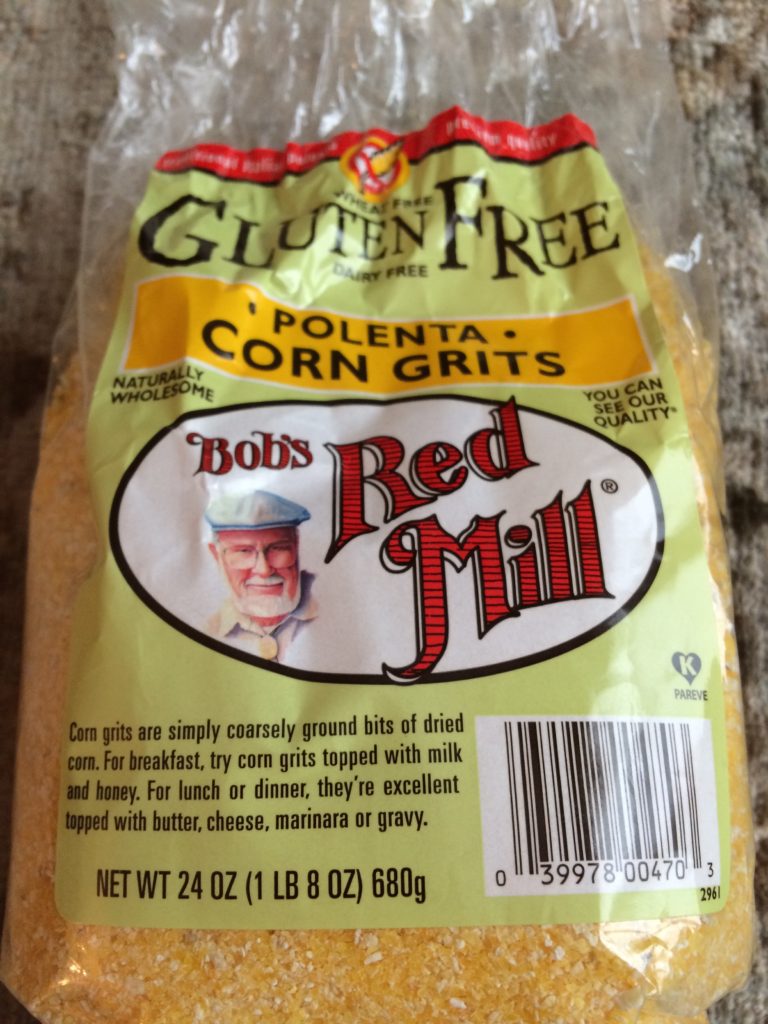 WHEAT FREE
GLUTEN FREE
DAIRY FREE
POLENTA •
CORN GRITS
NATURALLY
WHOLESOME
YOU CAN
SEE OUR
QUALITY®
Bob's
Red
Mill®
K
PAREVE
Corn grits are simply coarsely ground bits of dried
corn. For breakfast, try corn grits topped with milk
and honey. For lunch or dinner, they're excellent
topped with butter, cheese, marinara or gravy.
NET WT 24 OZ (1 LB 8 OZ) 680g
0 39978 00470 3
2961